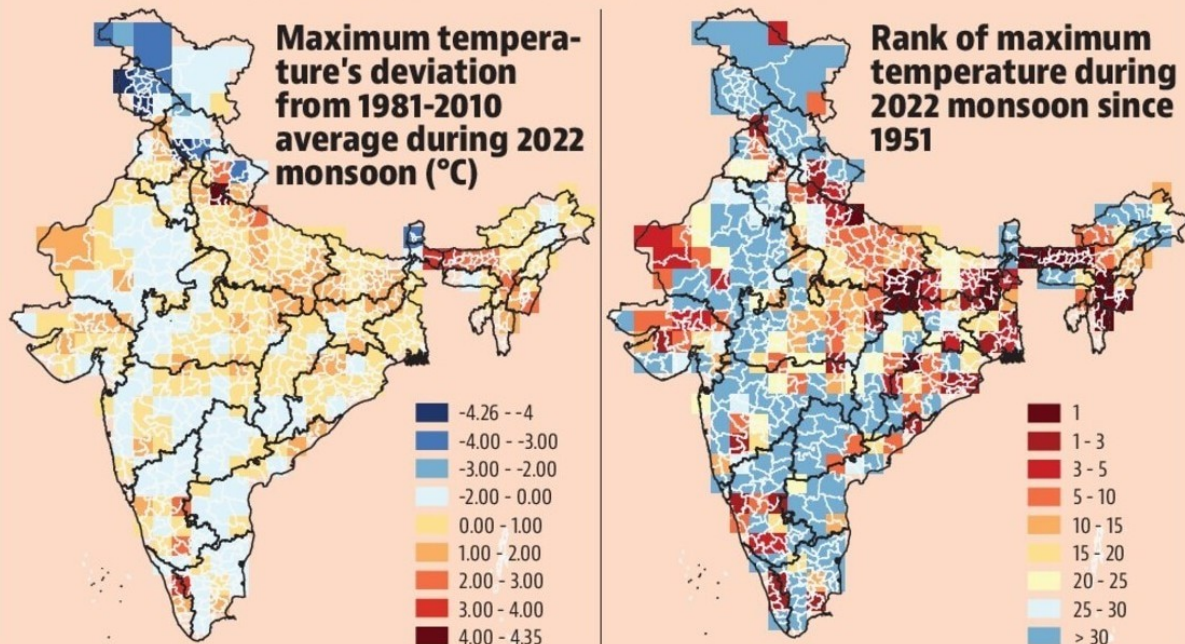 Maximum tempera-
ture's deviation
from 1981-2010
average during 2022
monsoon (°C)
-4.26 - -4
-4.00 - -3.00
-3.00 - -2.00
-2.00 - 0.00
0.00 - 1.00
1.00 - 2.00
2.00 - 3.00
3.00 - 4.00
4.00 - 4.35
Rank of maximum
temperature during
2022 monsoon since
1951
1
1 - 3
3 - 5
5 - 10
10 - 15
15 - 20
20 - 25
25 - 30
> 30